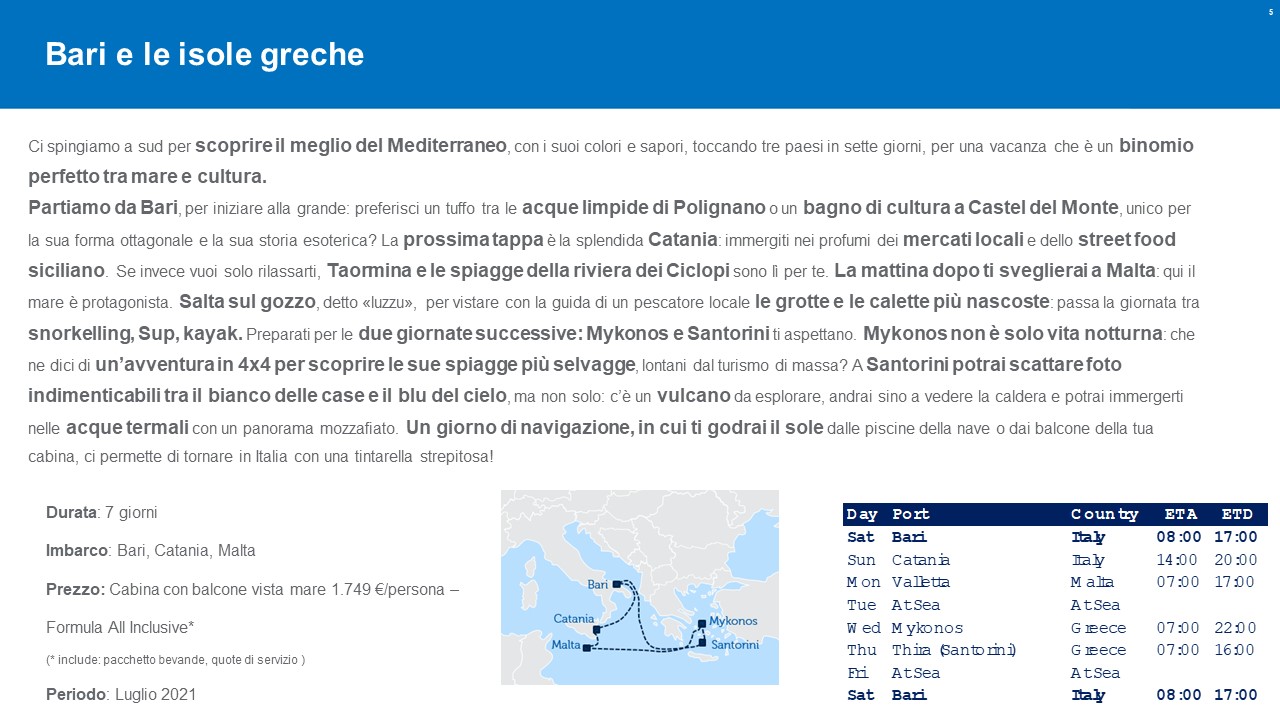 5
Bari e le isole greche
Ci spingiamo a sud per scoprire il meglio del Mediterraneo, con i suoi colori e sapori, toccando tre paesi in sette giorni, per una vacanza che è un binomio
perfetto tra mare e cultura.
Partiamo da Bari, per iniziare alla grande: preferisci un tuffo tra le acque limpide di Polignano o un bagno di cultura a Castel del Monte, unico per
la sua forma ottagonale e la sua storia esoterica? La prossima tappa è la splendida Catania: immergiti nei profumi dei mercati locali e dello street food
siciliano. Se invece vuoi solo rilassarti, Taormina e le spiagge della riviera dei Ciclopi sono lì per te. La mattina dopo ti sveglierai a Malta: qui il
mare è protagonista. Salta sul gozzo, detto «luzzu», per vistare con la guida di un pescatore locale le grotte e le calette più nascoste: passa la giornata tra
snorkelling, Sup, kayak. Preparati per le due giornate successive: Mykonos e Santorini ti aspettano. Mykonos non è solo vita notturna: che
ne dici di un’avventura in 4x4 per scoprire le sue spiagge più selvagge, lontani dal turismo di massa? A Santorini potrai scattare foto
indimenticabili tra il bianco delle case e il blu del cielo, ma non solo: c’è un vulcano da esplorare, andrai sino a vedere la caldera e potrai immergerti
nelle acque termali con un panorama mozzafiato. Un giorno di navigazione, in cui ti godrai il sole dalle piscine della nave o dai balcone della tua
cabina, ci permette di tornare in Italia con una tintarella strepitosa!
Durata: 7 giorni
Imbarco: Bari, Catania, Malta
Prezzo: Cabina con balcone vista mare 1.749 €/persona –
Formula All Inclusive*
(* include: pacchetto bevande, quote di servizio )
Periodo: Luglio 2021
Bari
Catania
Mykonos
Malta
Santorini
Day Port Country ETA ETD
Sat Bari Italy 08:00 17:00
Sun Catania Italy 14:00 20:00
Mon Valletta Malta 07:00 17:00
Tue At Sea At Sea
Wed Mykonos Greece 07:00 22:00
Thu Thira (Santorini) Greece 07:00 16:00
Fri At Sea At Sea
Sat Bari Italy 08:00 17:00